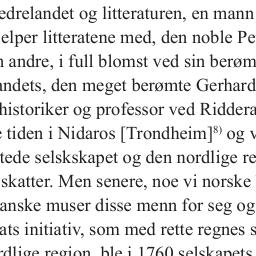 edrelandet og litteraturen, en mann
elper litteratene med, den noble Pe
n andre, i full blomst ved sin berøm
andets, den meget berømte Gerhard
historiker og professor ved Riddera
e tiden i Nidaros [Trondheim]⁸⁾ og v
tede selskskapet og den nordlige re
skatter. Men senere, noe vi norske
anske muser disse menn for seg og
ats initiativ, som med rette regnes s
rdlige region, ble i 1760 selskapets